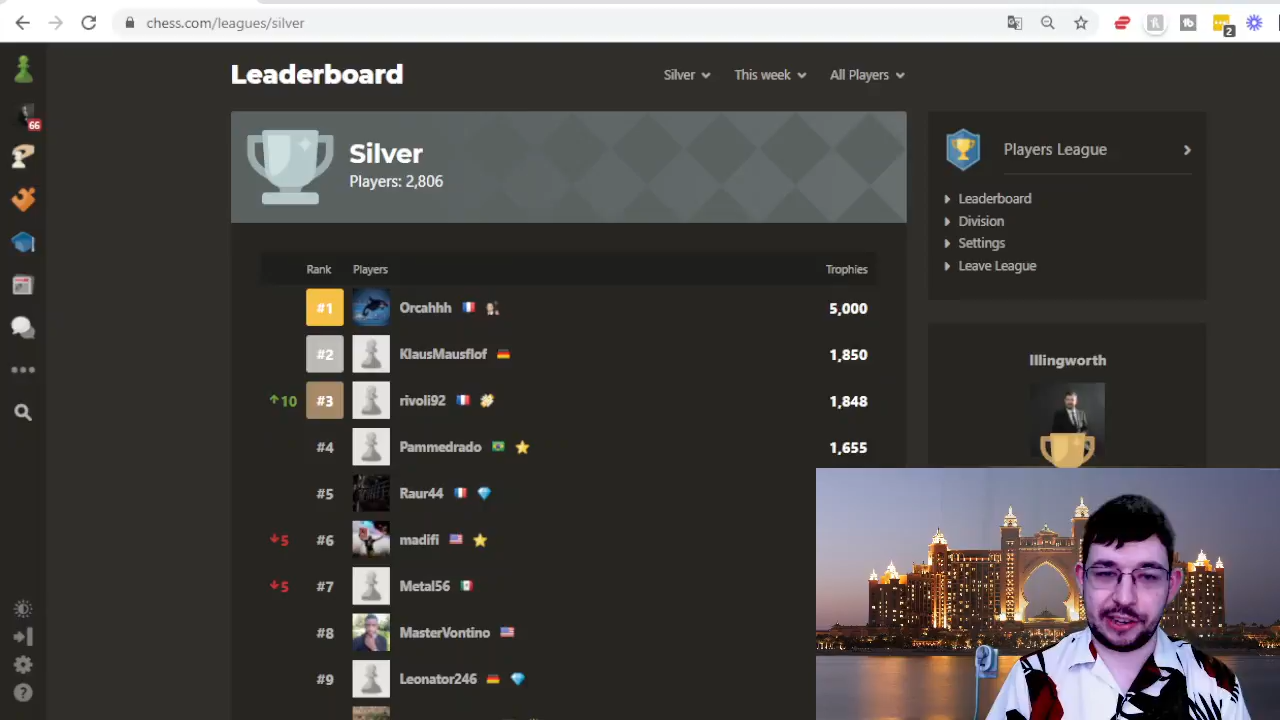 chess.com/leagues/silver
2
66
Leaderboard
Silver
This week
All Players
Silver
Players: 2,806
Rank Players Trophies
#1 Orcahhh 5,000
#2 KlausMausflof 1,850
10 #3 rivoli92 1,848
#4 Pammedrado 1,655
#5 Raur44
5 #6 madifi
5 #7 Metal56
#8 MasterVontino
#9 Leonator246
Players League
Leaderboard
Division
Settings
Leave League
Illingworth